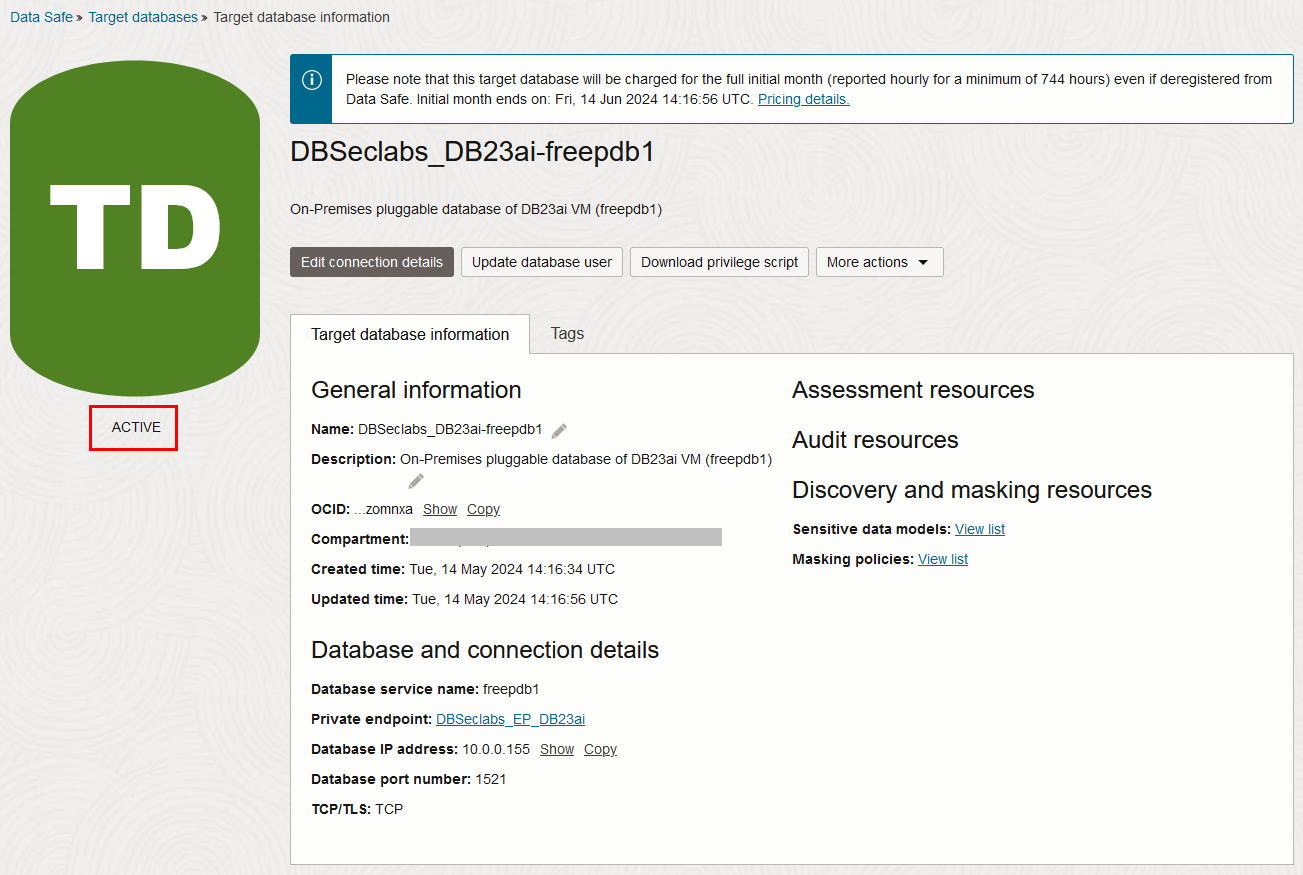 Data Safe » Target databases » Target database information
TD
ACTIVE
Please note that this target database will be charged for the full initial month (reported hourly for a minimum of 744 hours) even if deregistered from
Data Safe. Initial month ends on: Fri, 14 Jun 2024 14:16:56 UTC. Pricing details.
DBSeclabs_DB23ai-freepdb1
On-Premises pluggable database of DB23ai VM (freepdb1)
Edit connection details
Update database user
Download privilege script
More actions
Target database information
Tags
General information
Name: DBSeclabs_DB23ai-freepdb1
Description: On-Premises pluggable database of DB23ai VM (freepdb1)
OCID: ...zomnxa Show Copy
Compartment:
Created time: Tue, 14 May 2024 14:16:34 UTC
Updated time: Tue, 14 May 2024 14:16:56 UTC
Database and connection details
Database service name: freepdb1
Private endpoint: DBSeclabs_EP_DB23ai
Database IP address: 10.0.0.155 Show Copy
Database port number: 1521
TCP/TLS: TCP
Assessment resources
Audit resources
Discovery and masking resources
Sensitive data models: View list
Masking policies: View list